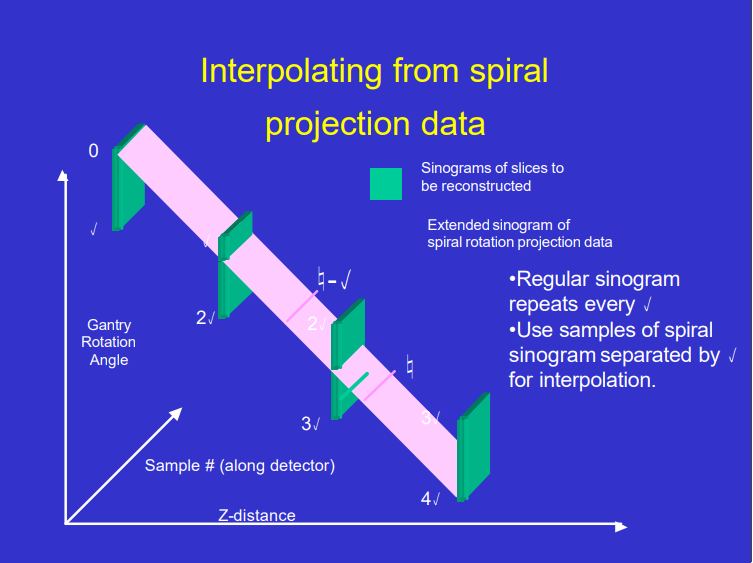 Interpolating from spiral
projection data
0
Sinograms of slices to
be reconstructed
√
Extended sinogram of
spiral rotation projection data
√
♮-√
•Regular sinogram
repeats every √
•Use samples of spiral
sinogram separated by √
for interpolation.
2√
2√
Gantry
Rotation
Angle
♮
3√
3√
Sample # (along detector)
4√
Z-distance